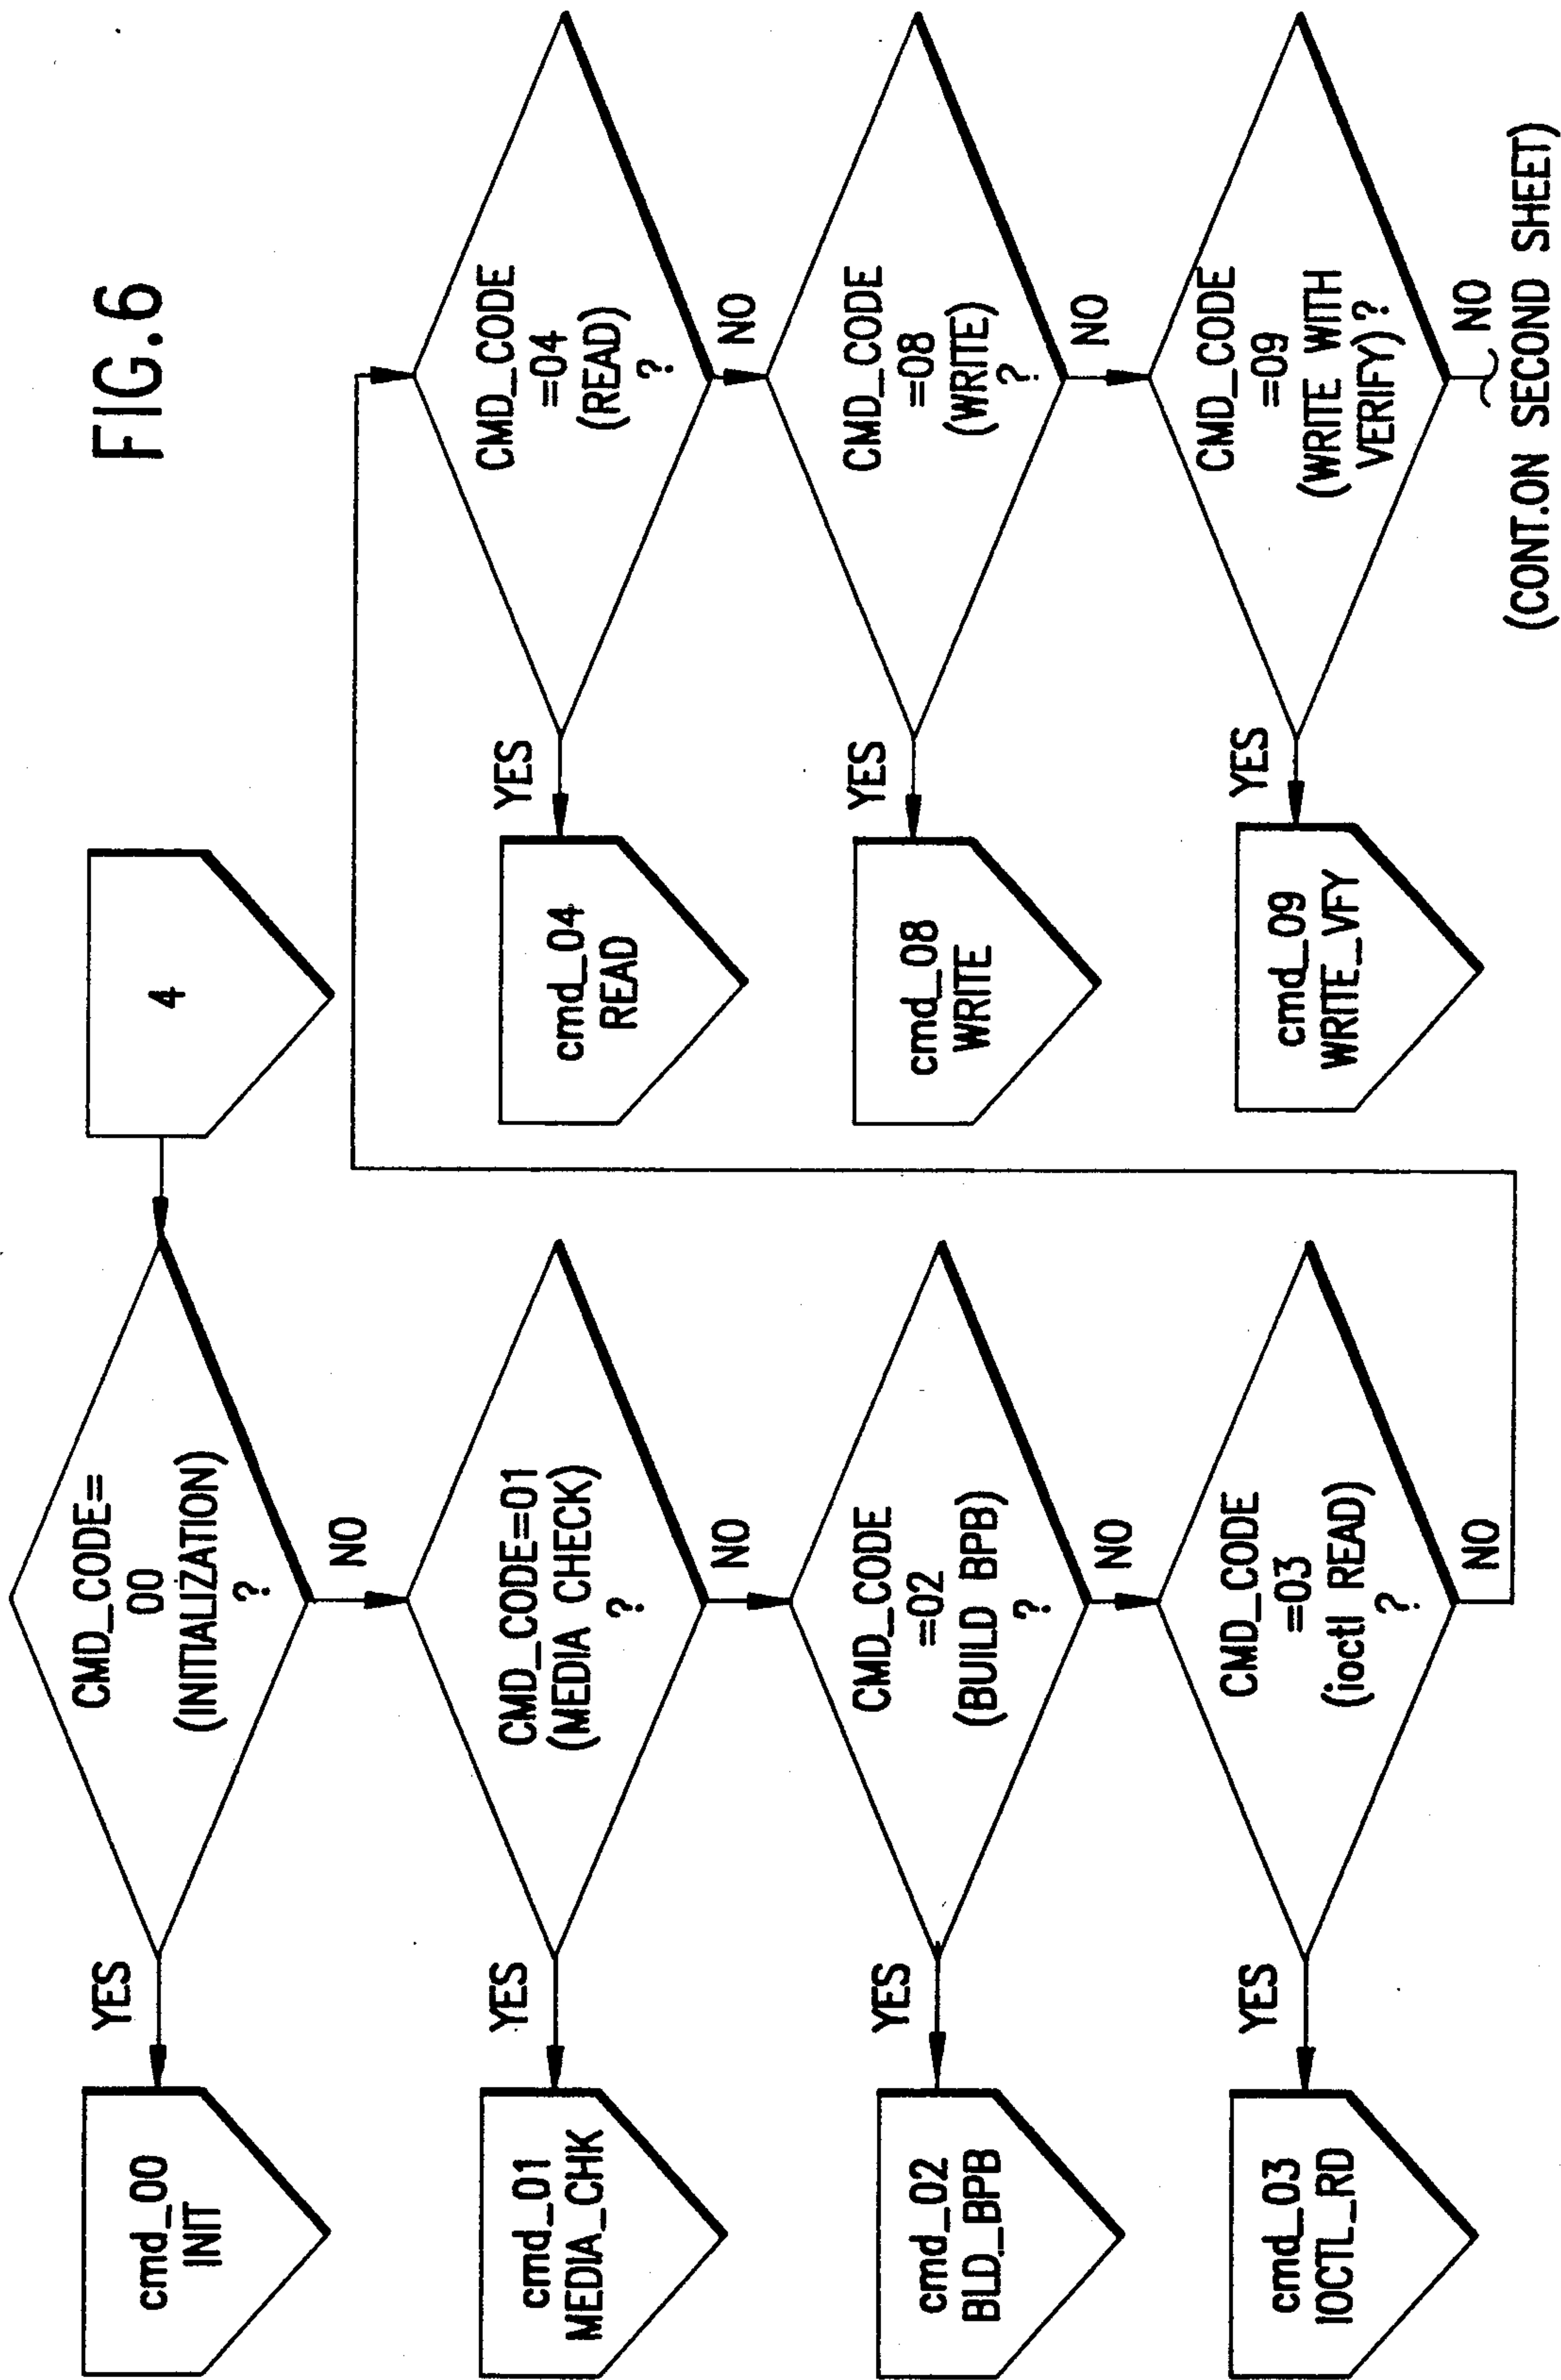 FIG.6
4
CMD_CODE=
00
(INITIALIZATION)
?
YES
NO
cmd_00
INIT
CMD_CODE=01
(MEDIA CHECK)
?
YES
NO
cmd_01
MEDIA_CHK
CMD_CODE
=02
(BUILD BPB)
?
YES
NO
cmd_02
BLD_BPB
CMD_CODE
=03
(ioctl READ)
?
YES
NO
cmd_03
IOCTL_RD
CMD_CODE
=04
(READ)
?
YES
NO
cmd_04
READ
CMD_CODE
=08
(WRITE)
?
YES
NO
cmd_08
WRITE
CMD_CODE
=09
(WRITE WITH
VERIFY)?
YES
NO
cmd_09
WRITE_VFY
(CONT.ON SECOND SHEET)